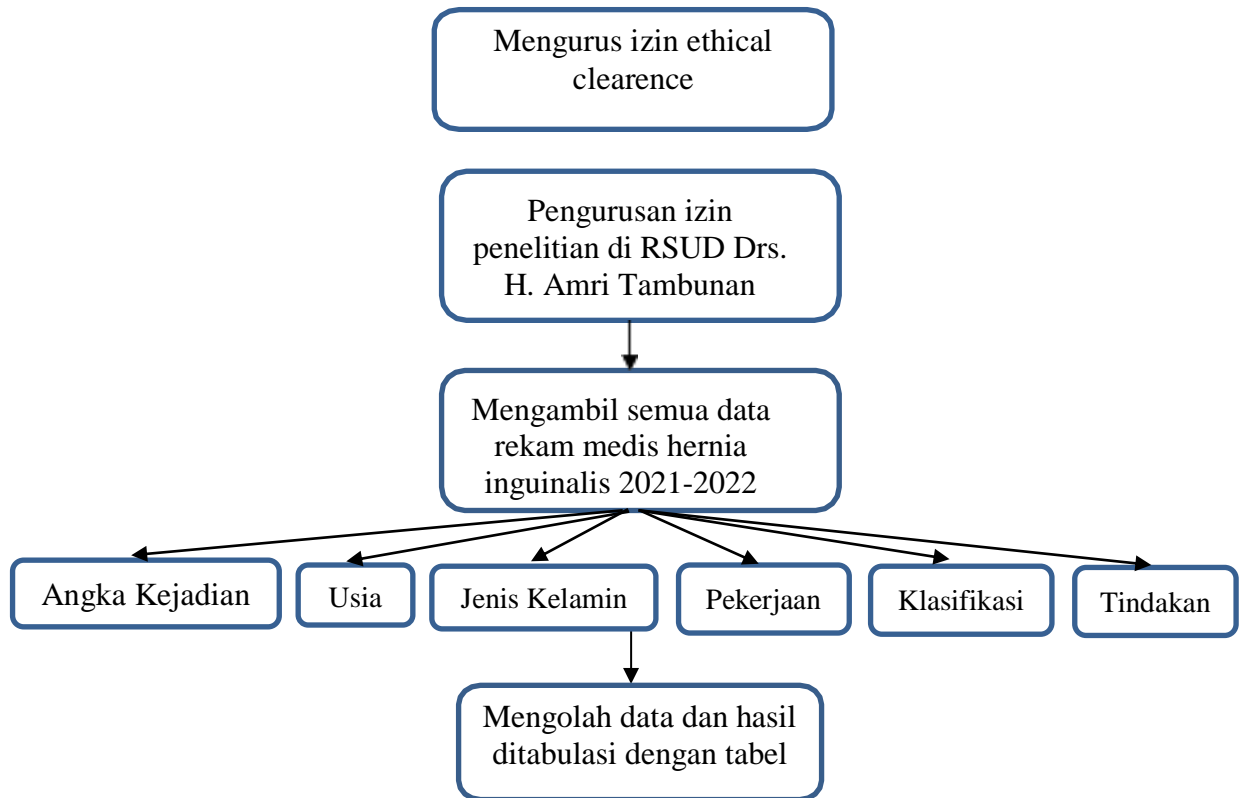 Mengurus izin ethical
clearence
Pengurusan izin
penelitian di RSUD Drs.
H. Amri Tambunan
Mengambil semua data
rekam medis hernia
inguinalis 2021-2022
Angka Kejadian
Usia
Jenis Kelamin
Pekerjaan
Klasifikasi
Tindakan
Mengolah data dan hasil
ditabulasi dengan tabel